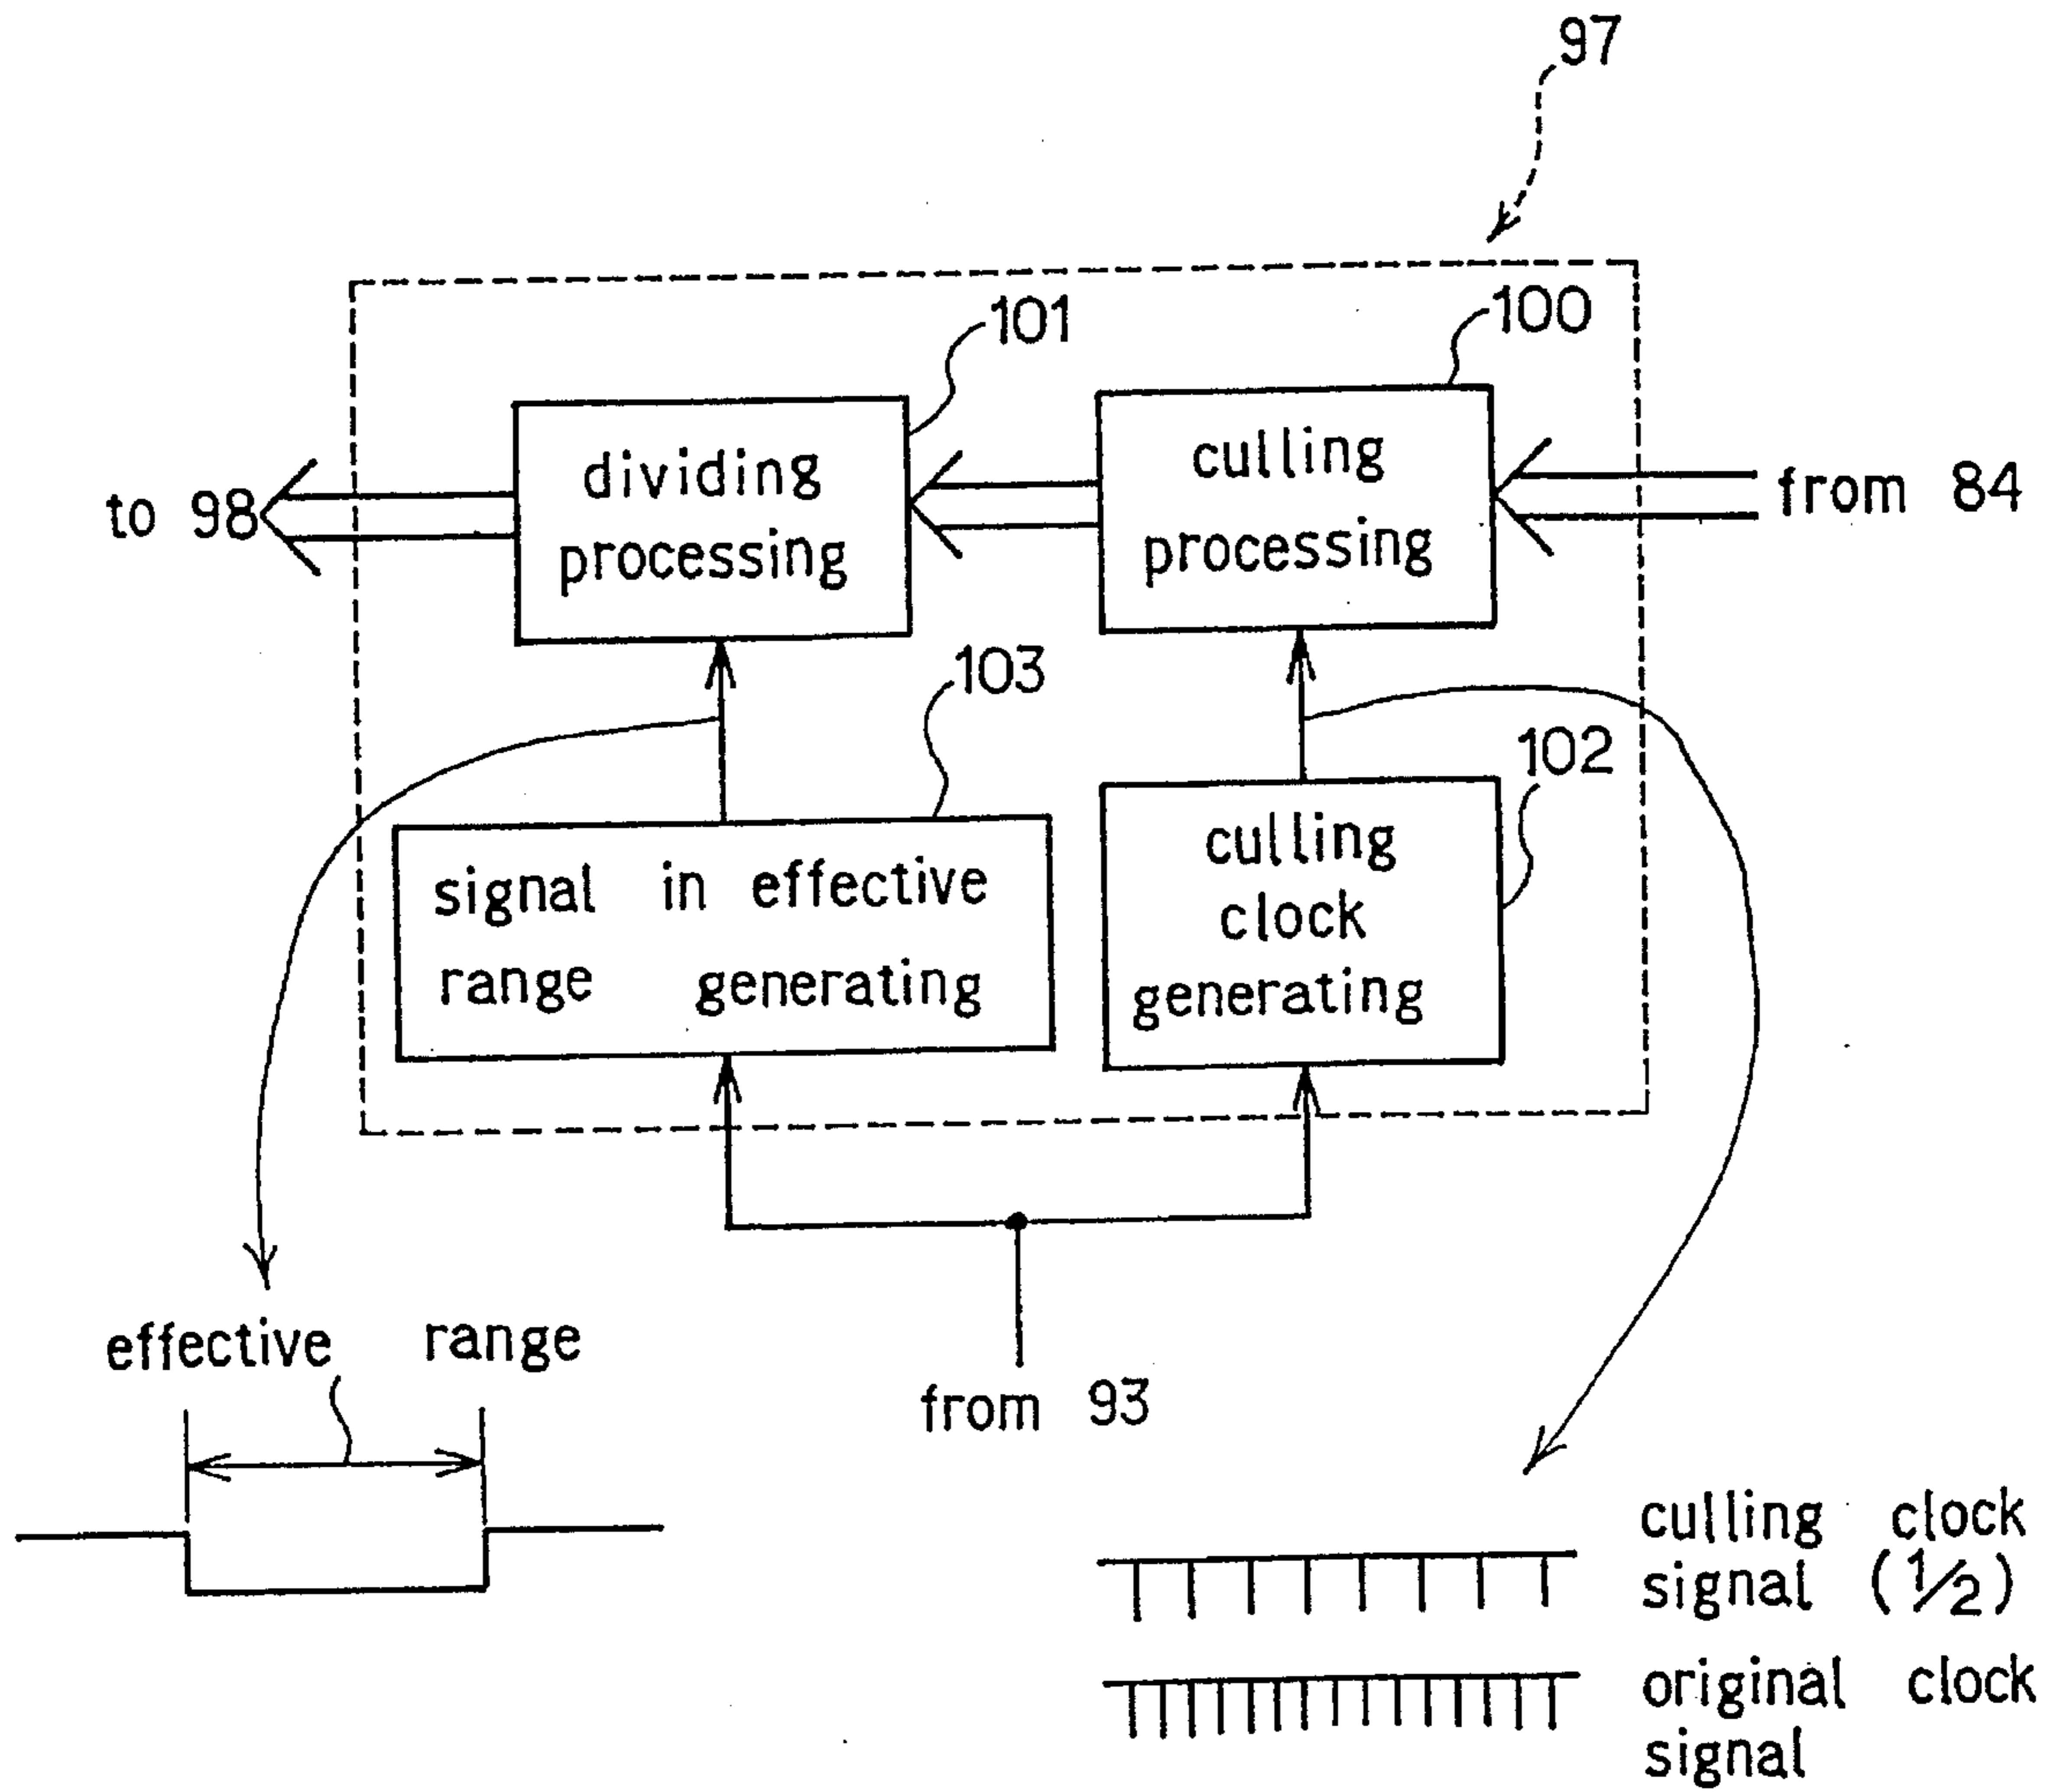 97
101
100
dividing
processing
culling
processing
to 98
from 84
103
102
signal in effective
range generating
culling
clock
generating
effective range
from 93
culling clock
signal (1/2)
original clock
signal